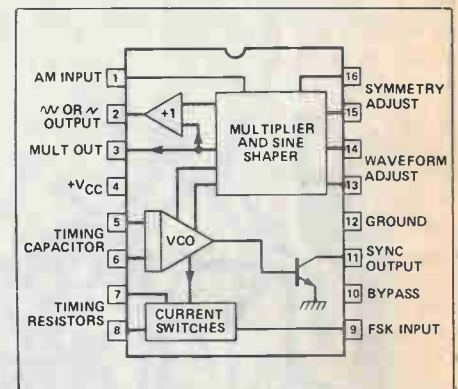 AM INPUT 1
OR
OUTPUT 2
MULT OUT 3
+VCC 4
TIMING
CAPACITOR
5
6
TIMING
RESISTORS
7
8
+1
MULTIPLIER
AND SINE
SHAPER
VCO
CURRENT
SWITCHES
16
SYMMETRY
ADJUST
15
14
WAVEFORM
ADJUST
13
12 GROUND
11 SYNC
OUTPUT
10 BYPASS
9 FSK INPUT